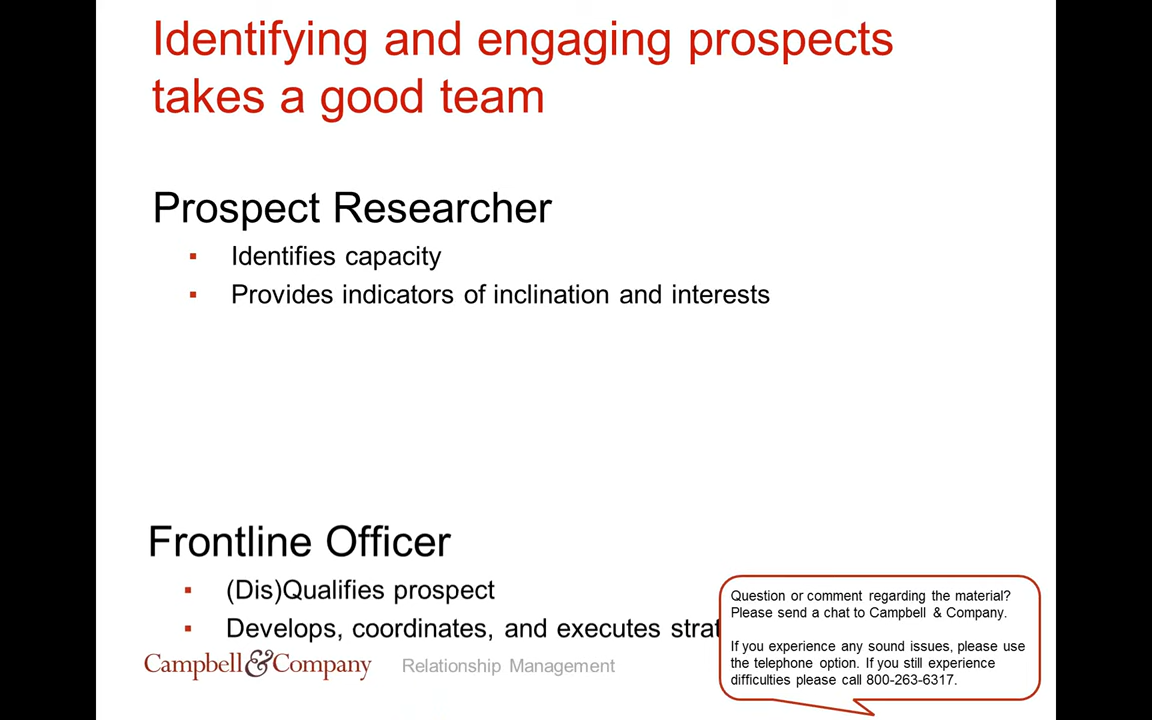 Identifying and engaging prospects
takes a good team
Prospect Researcher
▪ Identifies capacity
▪ Provides indicators of inclination and interests
Frontline Officer
▪ (Dis)Qualifies prospect
▪ Develops, coordinates, and executes strat
Campbell&Company Relationship Management
Question or comment regarding the material?
Please send a chat to Campbell & Company.
If you experience any sound issues, please use
the telephone option. If you still experience
difficulties please call 800-263-6317.